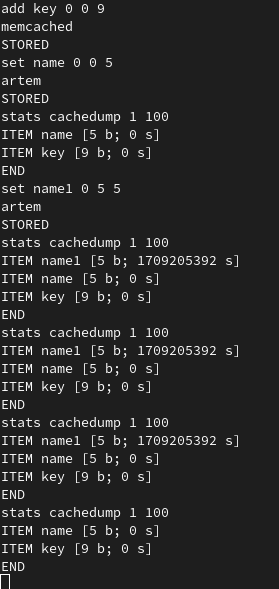 add key 0 0 9
memcached
STORED
set name 0 0 5
artem
STORED
stats cachedump 1 100
ITEM name [5 b; 0 s]
ITEM key [9 b; 0 s]
END
set name1 0 5 5
artem
STORED
stats cachedump 1 100
ITEM name1 [5 b; 1709205392 s]
ITEM name [5 b; 0 s]
ITEM key [9 b; 0 s]
END
stats cachedump 1 100
ITEM name1 [5 b; 1709205392 s]
ITEM name [5 b; 0 s]
ITEM key [9 b; 0 s]
END
stats cachedump 1 100
ITEM name1 [5 b; 1709205392 s]
ITEM name [5 b; 0 s]
ITEM key [9 b; 0 s]
END
stats cachedump 1 100
ITEM name [5 b; 0 s]
ITEM key [9 b; 0 s]
END